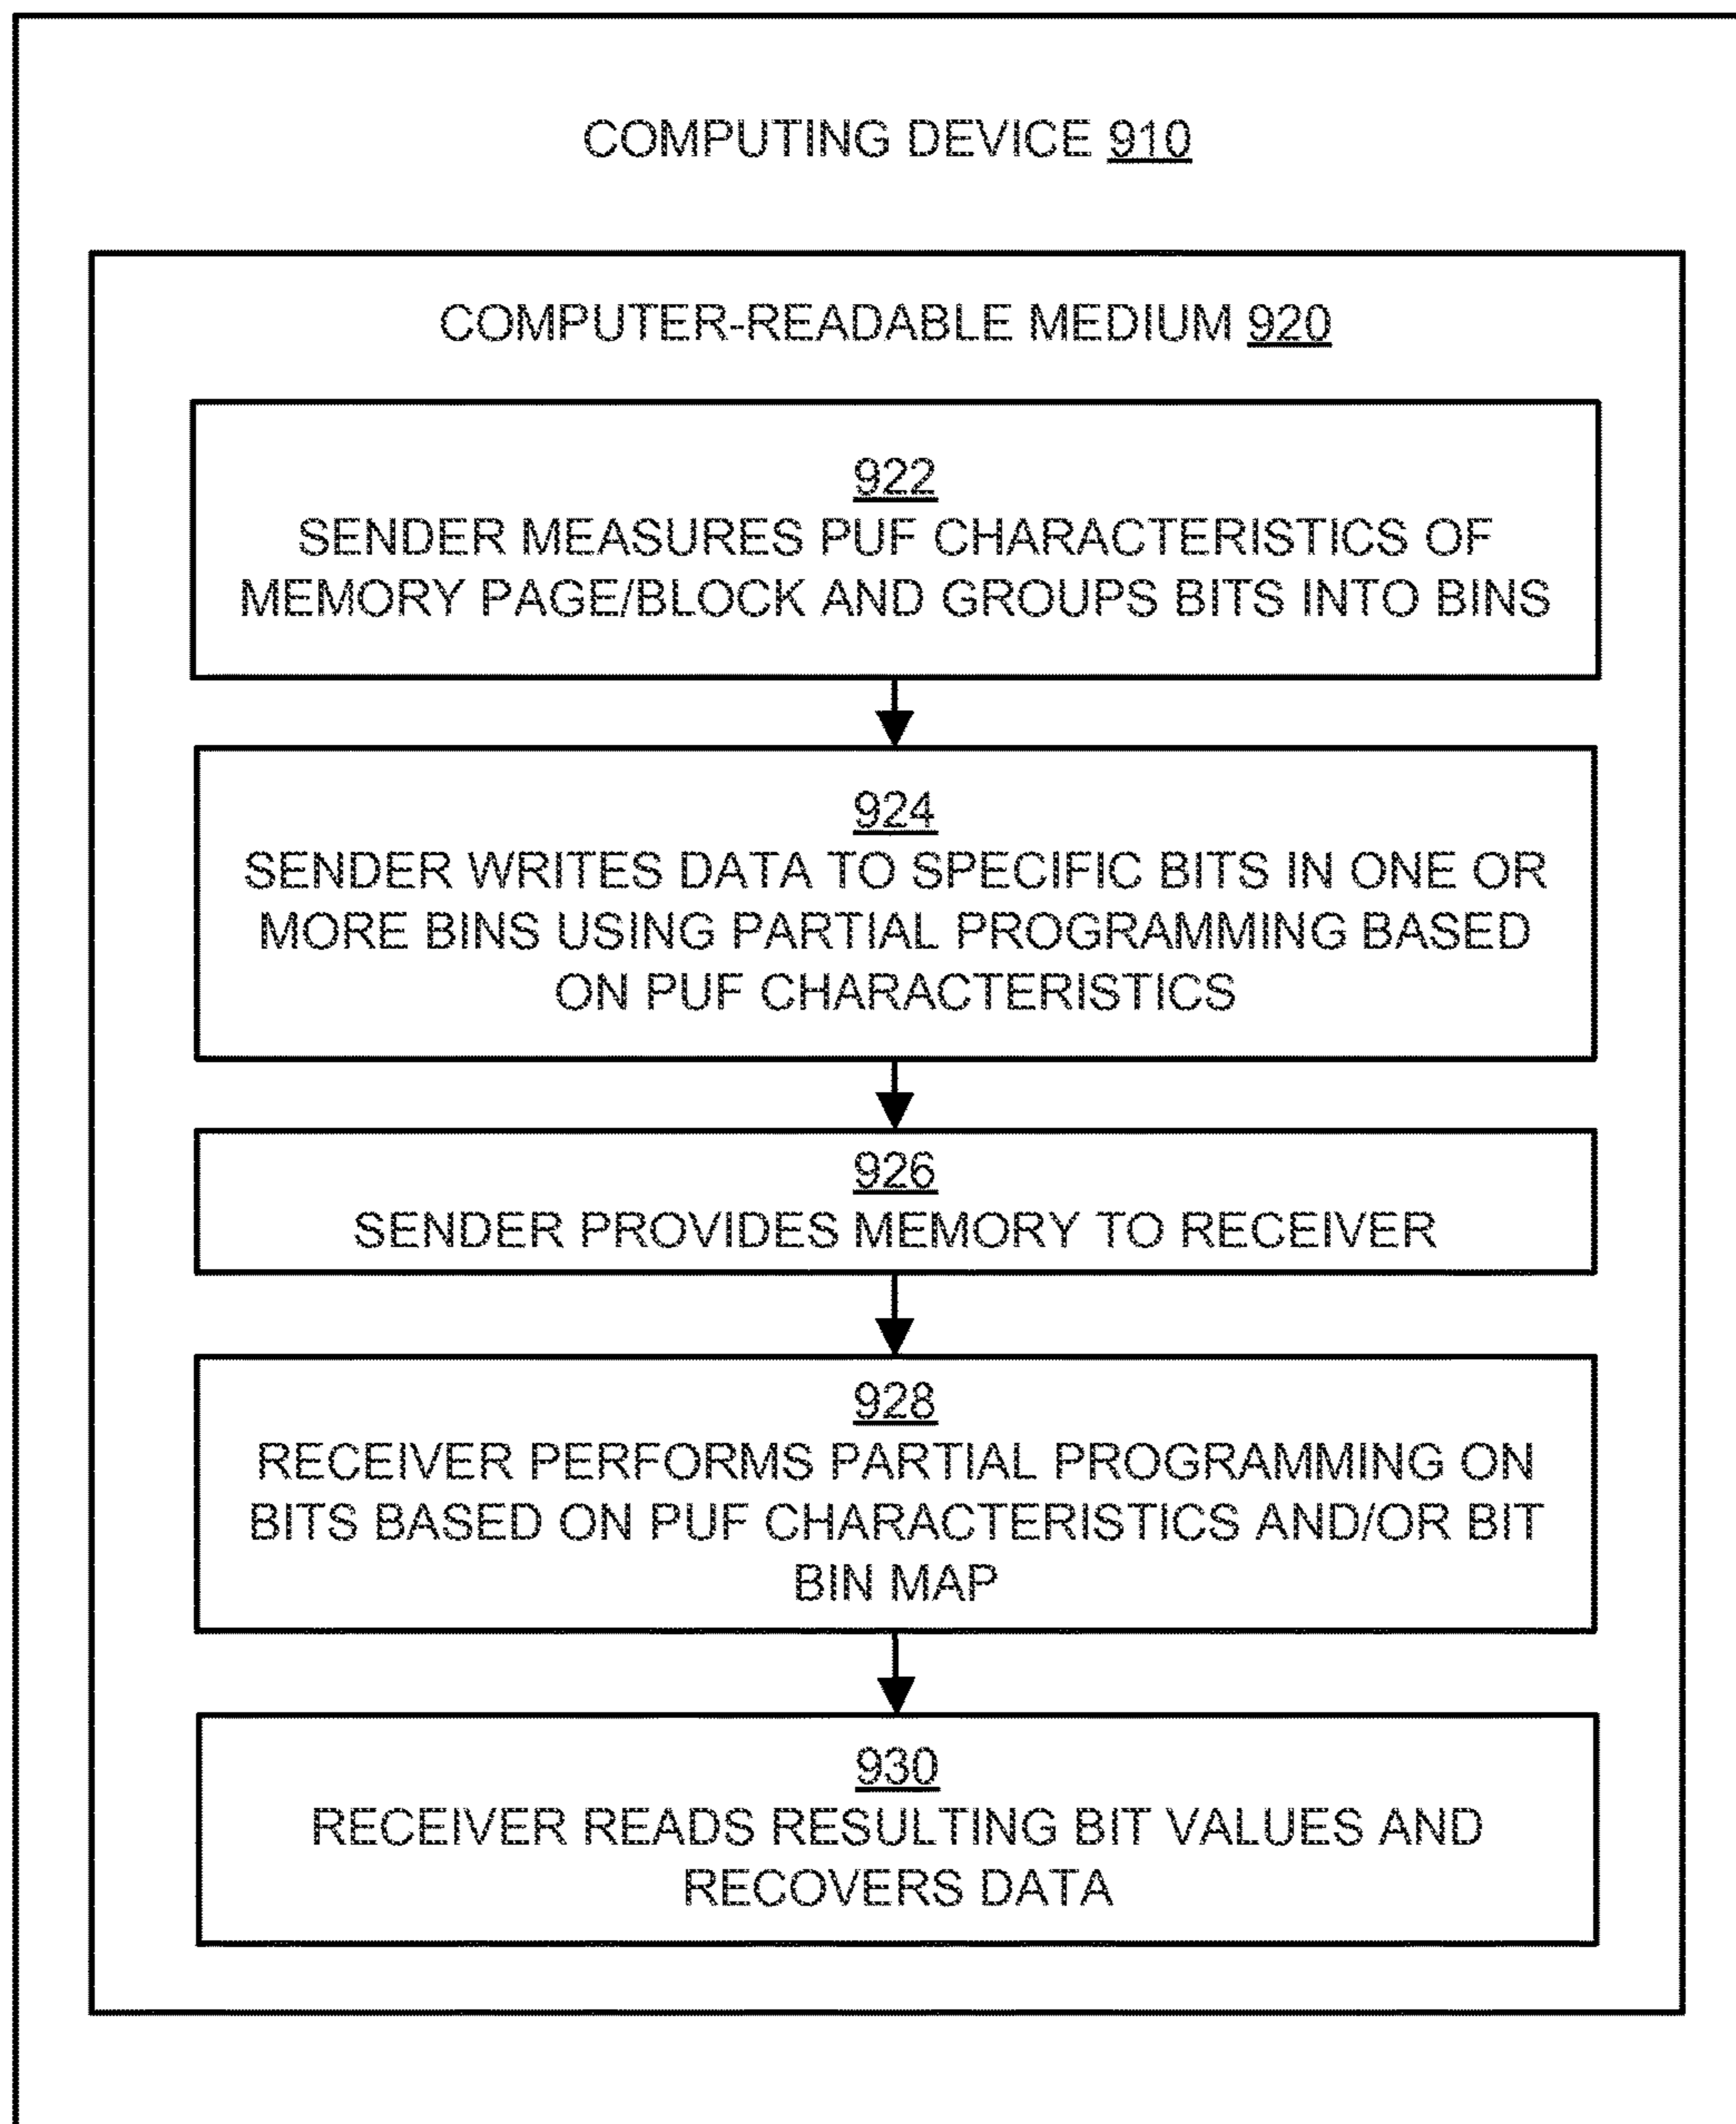 COMPUTING DEVICE 910
COMPUTER-READABLE MEDIUM 920
922
SENDER MEASURES PUF CHARACTERISTICS OF
MEMORY PAGE/BLOCK AND GROUPS BITS INTO BINS
924
SENDER WRITES DATA TO SPECIFIC BITS IN ONE OR
MORE BINS USING PARTIAL PROGRAMMING BASED
ON PUF CHARACTERISTICS
926
SENDER PROVIDES MEMORY TO RECEIVER
928
RECEIVER PERFORMS PARTIAL PROGRAMMING ON
BITS BASED ON PUF CHARACTERISTICS AND/OR BIT
BIN MAP
930
RECEIVER READS RESULTING BIT VALUES AND
RECOVERS DATA